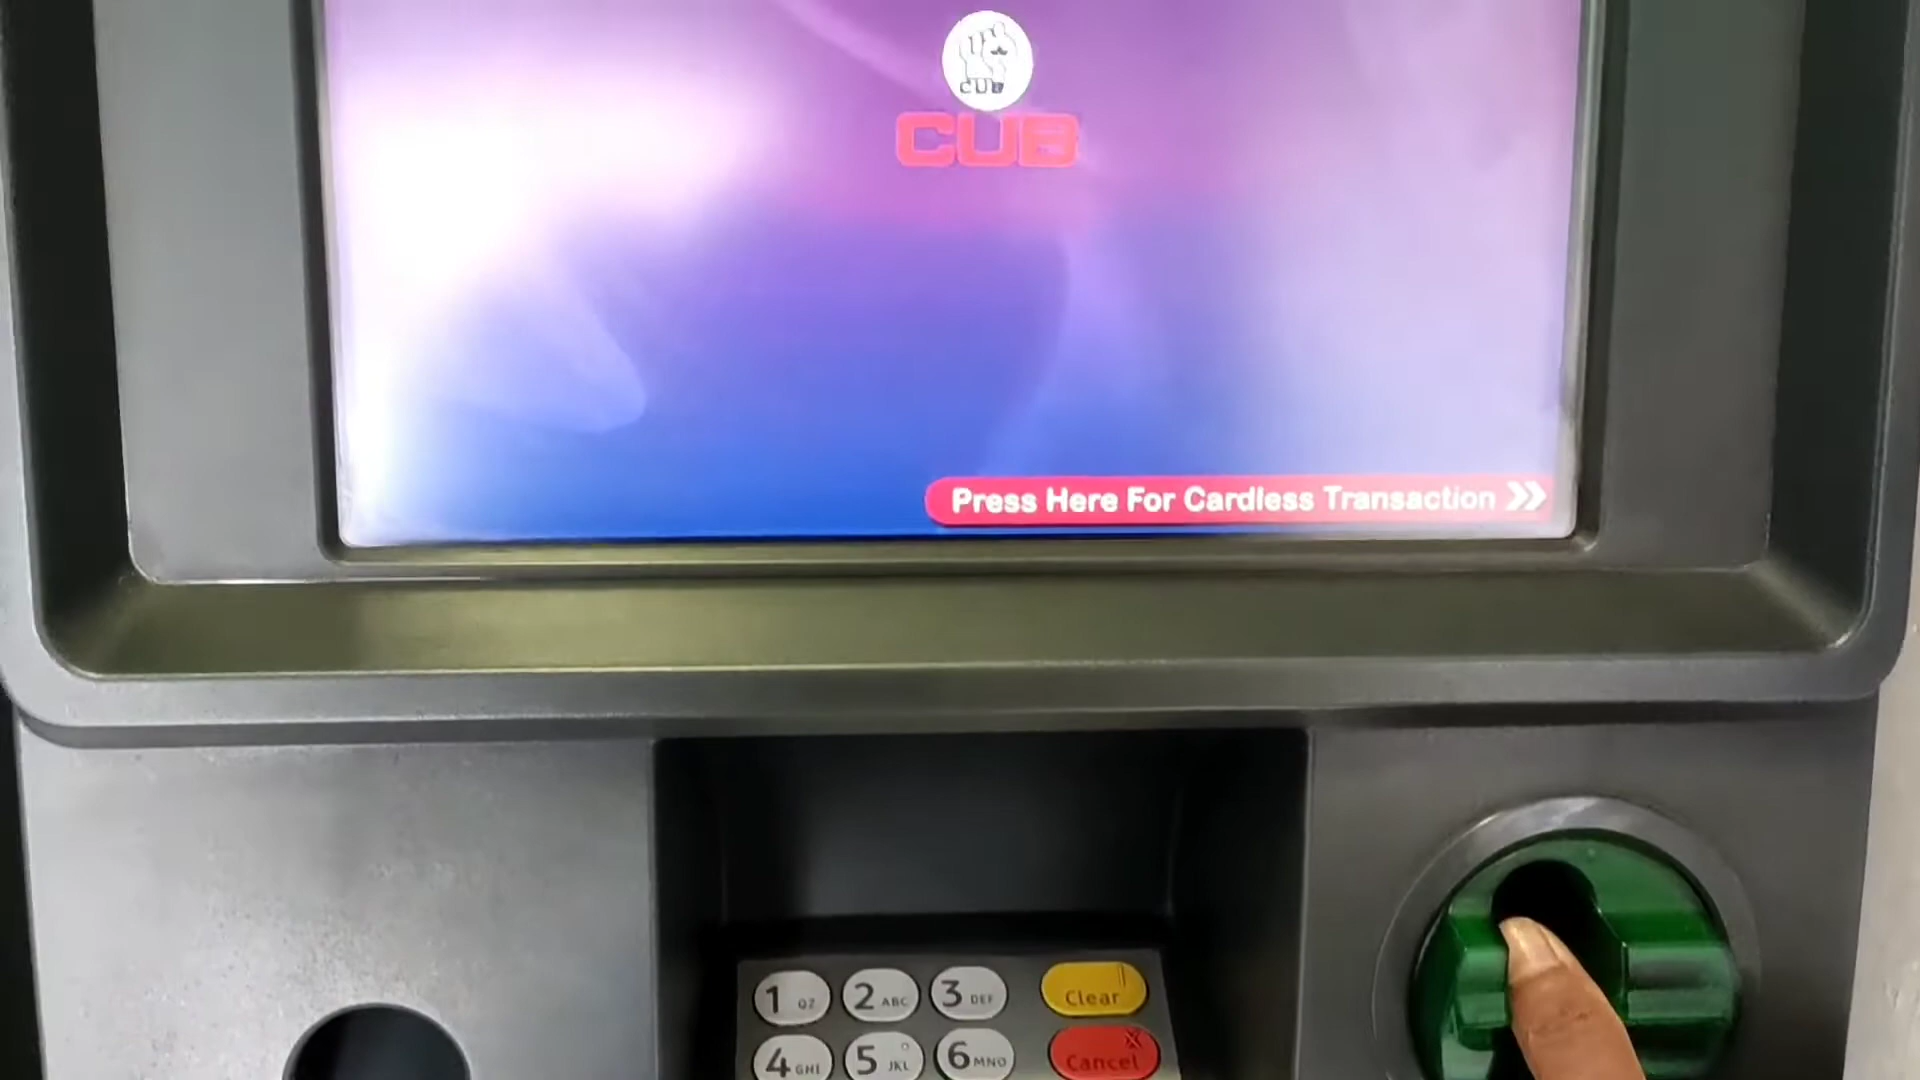 CUB
CUB
Press Here For Cardless Transaction >>
1 QZ 2 ABC 3 DEF Clear
4 GHI 5 JKL 6 MNO Cancel